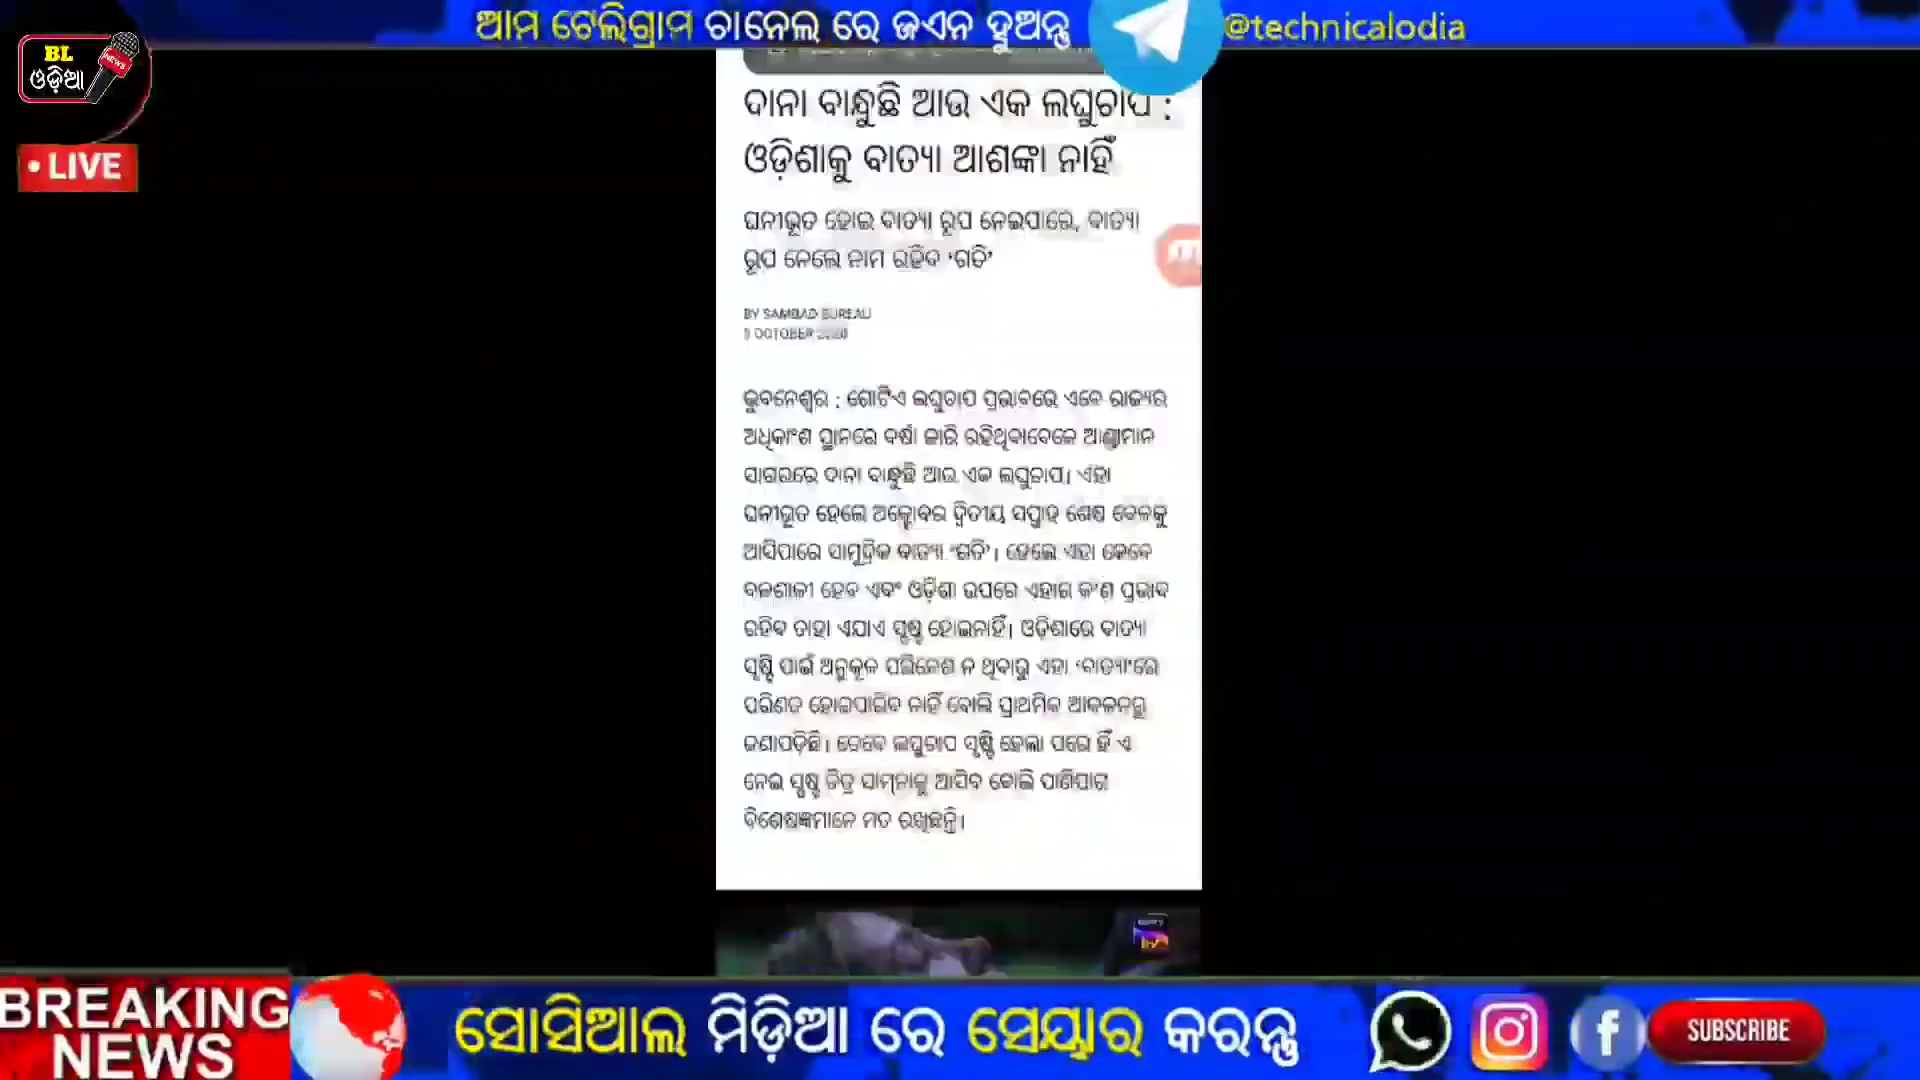 ଆମ ଟେଲିଗ୍ରାମ ଚାନେଲ ରେ ଜଏନ ହୁଅନ୍ତୁ @technicalodia
BL
NEWS
ଓଡ଼ିଆ
• LIVE
ଦାନା ବାନ୍ଧୁଛି ଆଉ ଏକ ଲଘୁଚାପ :
ଓଡ଼ିଶାକୁ ବାତ୍ୟା ଆଶଙ୍କା ନାହିଁ
ଘନୀଭୂତ ହୋଇ ବାତ୍ୟା ରୂପ ନେଇପାରେ, ବାତ୍ୟା
ରୂପ ନେଲେ ନାମ ରହିବ ‘ଗତି’
BY SAMBAD BUREAU
OCTOBER
ଭୁବନେଶ୍ୱର : ଗୋଟିଏ ଲଘୁଚାପ ପ୍ରଭାବରେ ଏବେ ରାଜ୍ୟର
ଅଧିକାଂଶ ସ୍ଥାନରେ ବର୍ଷା ଜାରି ରହିଥିବାବେଳେ ଆଣ୍ଡାମାନ
ସାଗରରେ ଦାନା ବାନ୍ଧୁଛି ଆଉ ଏକ ଲଘୁଚାପ। ଏହା
ଘନୀଭୂତ ହେଲେ ଅକ୍ଟୋବର ଦ୍ୱିତୀୟ ସପ୍ତାହ ଶେଷ ବେଳକୁ
ଆସିପାରେ ସାମୁଦ୍ରିକ ବାତ୍ୟା ‘ଗତି’। ହେଲେ ଏହା କେବେ
ବଳଶାଳୀ ହେବ ଏବଂ ଓଡ଼ିଶା ଉପରେ ଏହାର କ’ଣ ପ୍ରଭାବ
ରହିବ ତାହା ଏଯାଏ ସ୍ପଷ୍ଟ ହୋଇନାହିଁ। ଓଡ଼ିଶାରେ ବାତ୍ୟା
ସୃଷ୍ଟି ପାଇଁ ଅନୁକୂଳ ପରିବେଶ ନ ଥିବାରୁ ଏହା ‘ବାତ୍ୟା’ରେ
ପରିଣତ ହୋଇପାରିବ ନାହିଁ ବୋଲି ପ୍ରାଥମିକ ଆକଳନରୁ
ଜଣାପଡ଼ିଛି। ତେବେ ଲଘୁଚାପ ସୃଷ୍ଟି ହେଲା ପରେ ହିଁ ଏ
ନେଇ ସ୍ପଷ୍ଟ ଚିତ୍ର ସାମ୍ନାକୁ ଆସିବ ବୋଲି ପାଣିପାଗ
ବିଶେଷଜ୍ଞମାନେ ମତ ରଖିଛନ୍ତି।
BREAKING
NEWS
ସୋସିଆଲ ମିଡ଼ିଆ ରେ ସେୟାର କରନ୍ତୁ
SUBSCRIBE